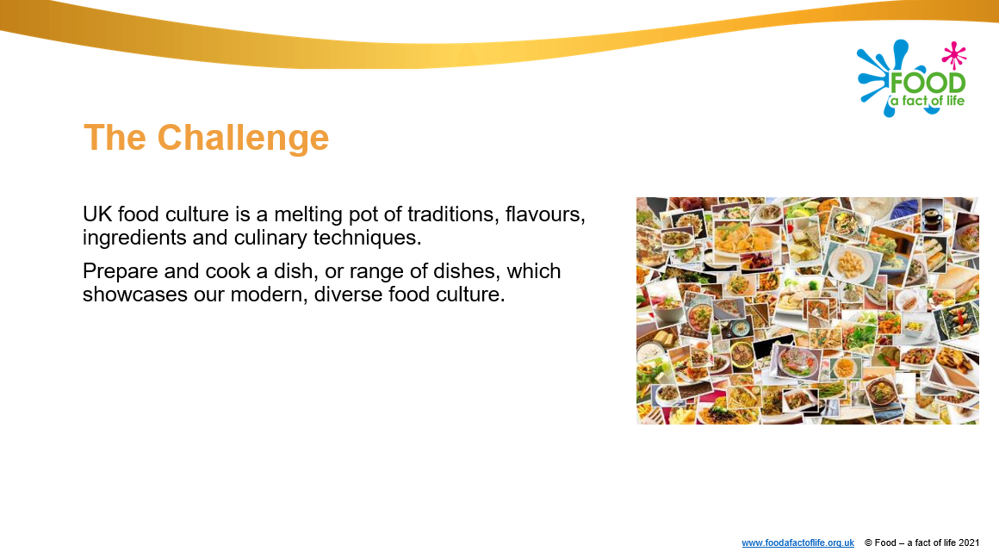 FOOD
a fact of life
The Challenge
UK food culture is a melting pot of traditions, flavours,
ingredients and culinary techniques.
Prepare and cook a dish, or range of dishes, which
showcases our modern, diverse food culture.
www.foodafactoflife.org.uk © Food – a fact of life 2021